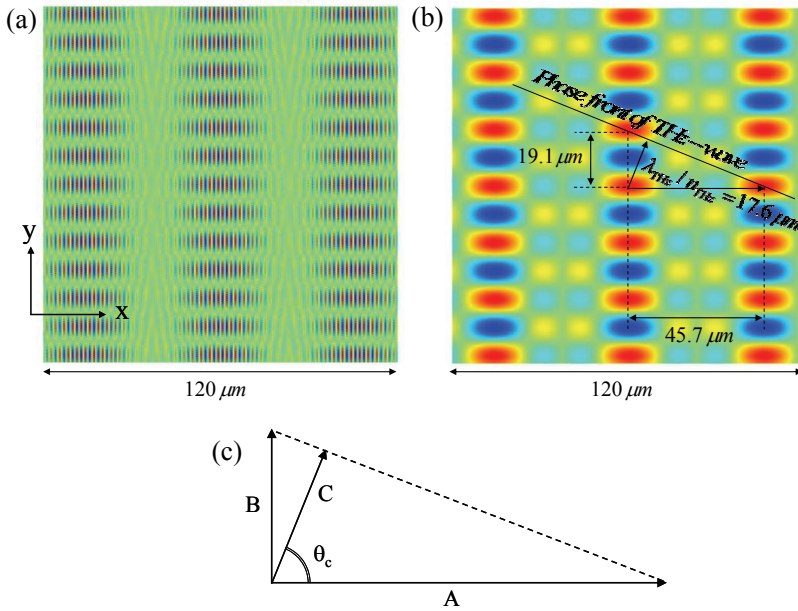 (a)
(b)
Phase front of THz-wave
19.1 μm
λTHz / nTHz = 17.6 μm
y
x
45.7 μm
120 μm
120 μm
(c)
B
C
θc
A